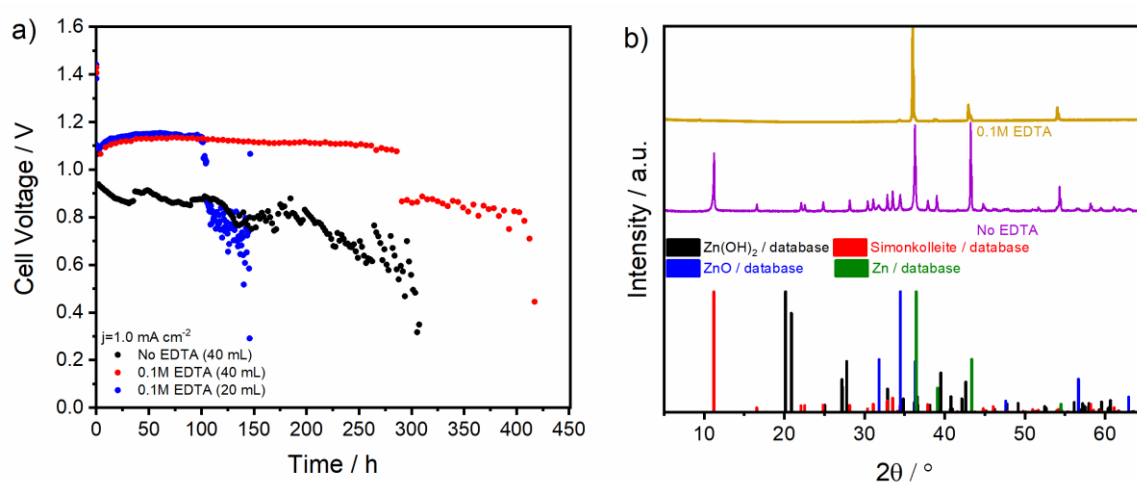 a)
Cell Voltage / V
1.6
1.4
1.2
1.0
0.8
0.6
0.4
0.2
0.0
j=1.0 mA cm⁻²
No EDTA (40 mL)
0.1M EDTA (40 mL)
0.1M EDTA (20 mL)
0 50 100 150 200 250 300 350 400 450
Time / h
b)
Intensity / a.u.
0.1M EDTA
No EDTA
Zn(OH)₂ / database Simonkolleite / database
ZnO / database Zn / database
10 20 30 40 50 60
2θ / °